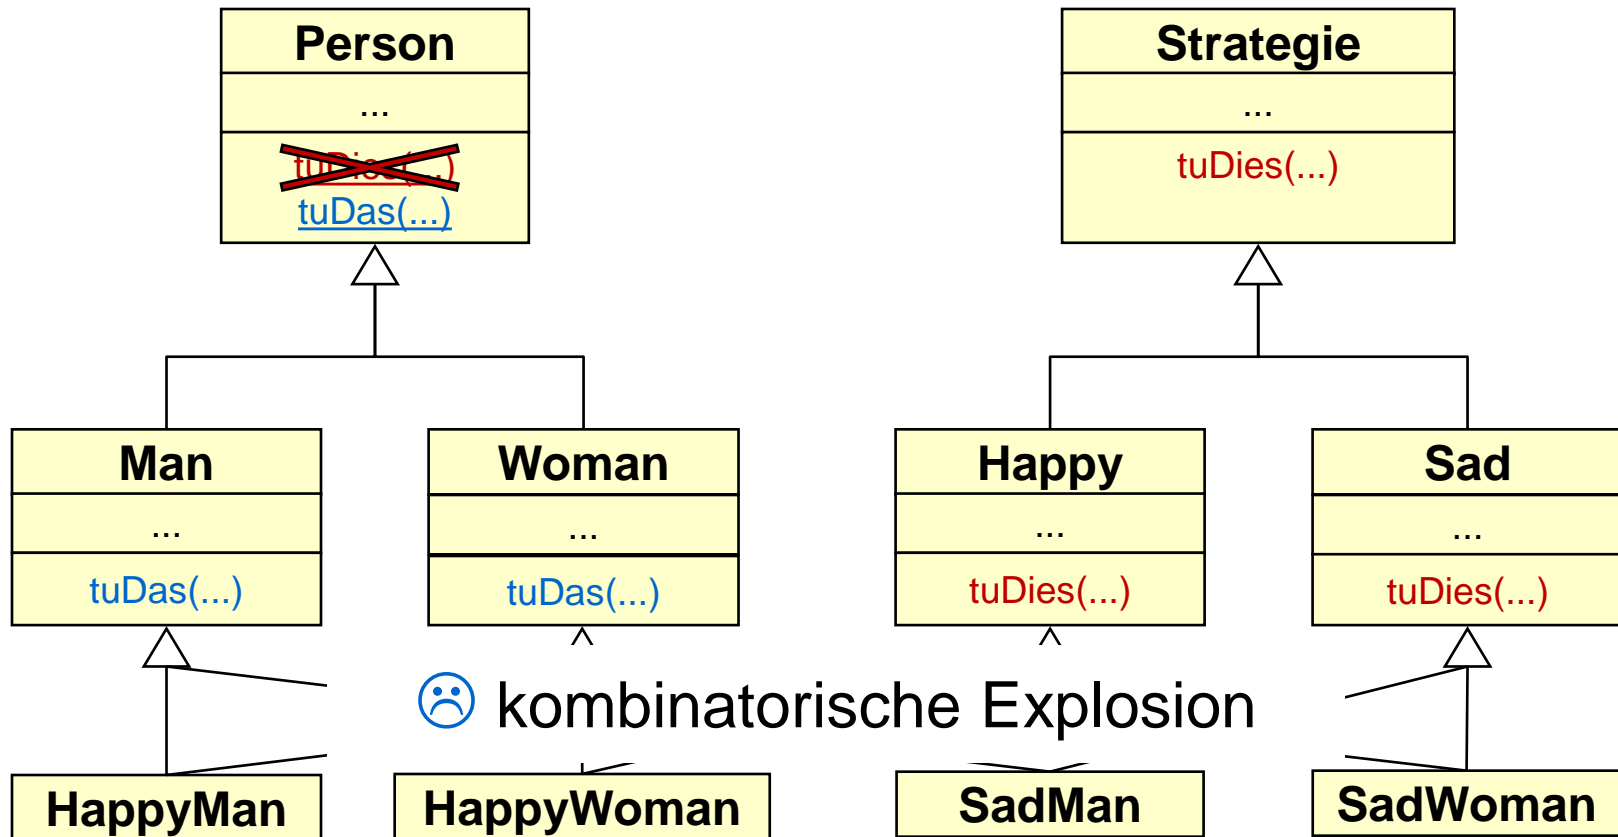 Person
...
tuDies(...)
tuDas(...)
Strategie
...
tuDies(...)
Man
...
tuDas(...)
Woman
...
tuDas(...)
Happy
...
tuDies(...)
Sad
...
tuDies(...)
kombinatorische Explosion
HappyMan
HappyWoman
SadMan
SadWoman